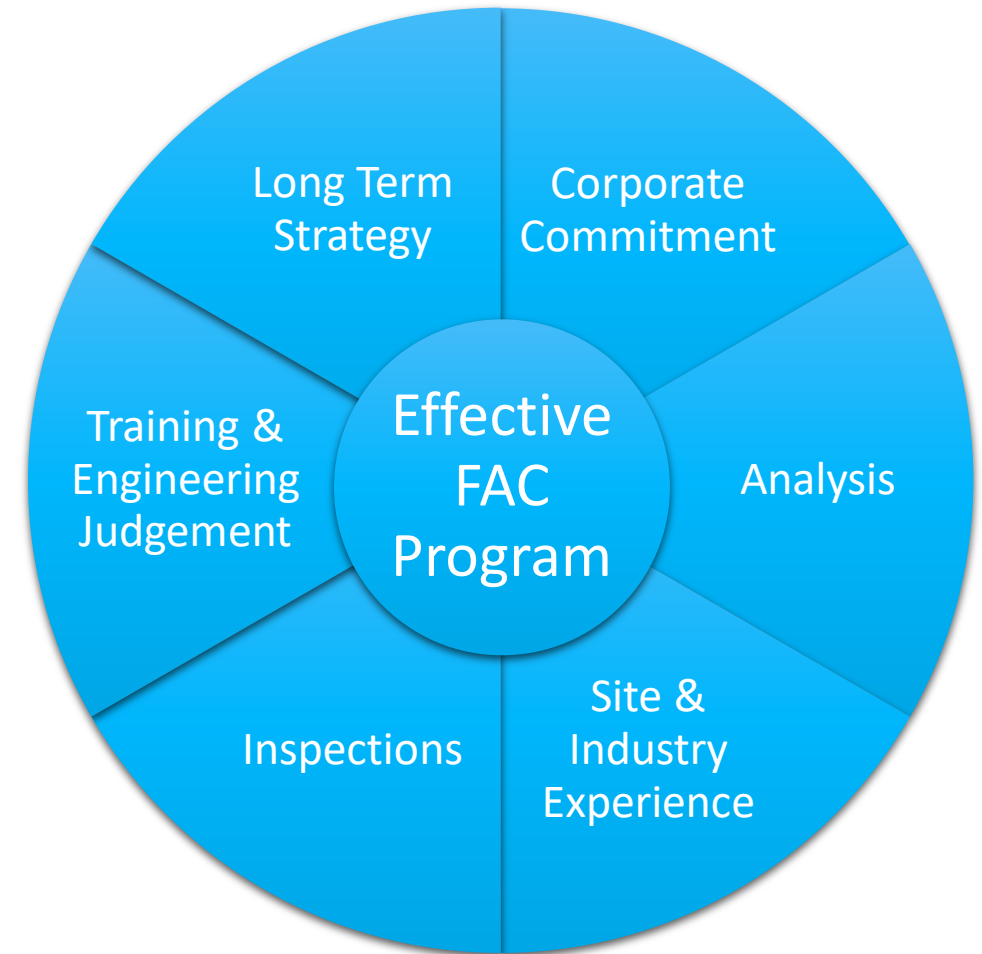 Long Term
Strategy
Corporate
Commitment
Training &
Engineering
Judgement
Effective
FAC
Program
Analysis
Inspections
Site &
Industry
Experience